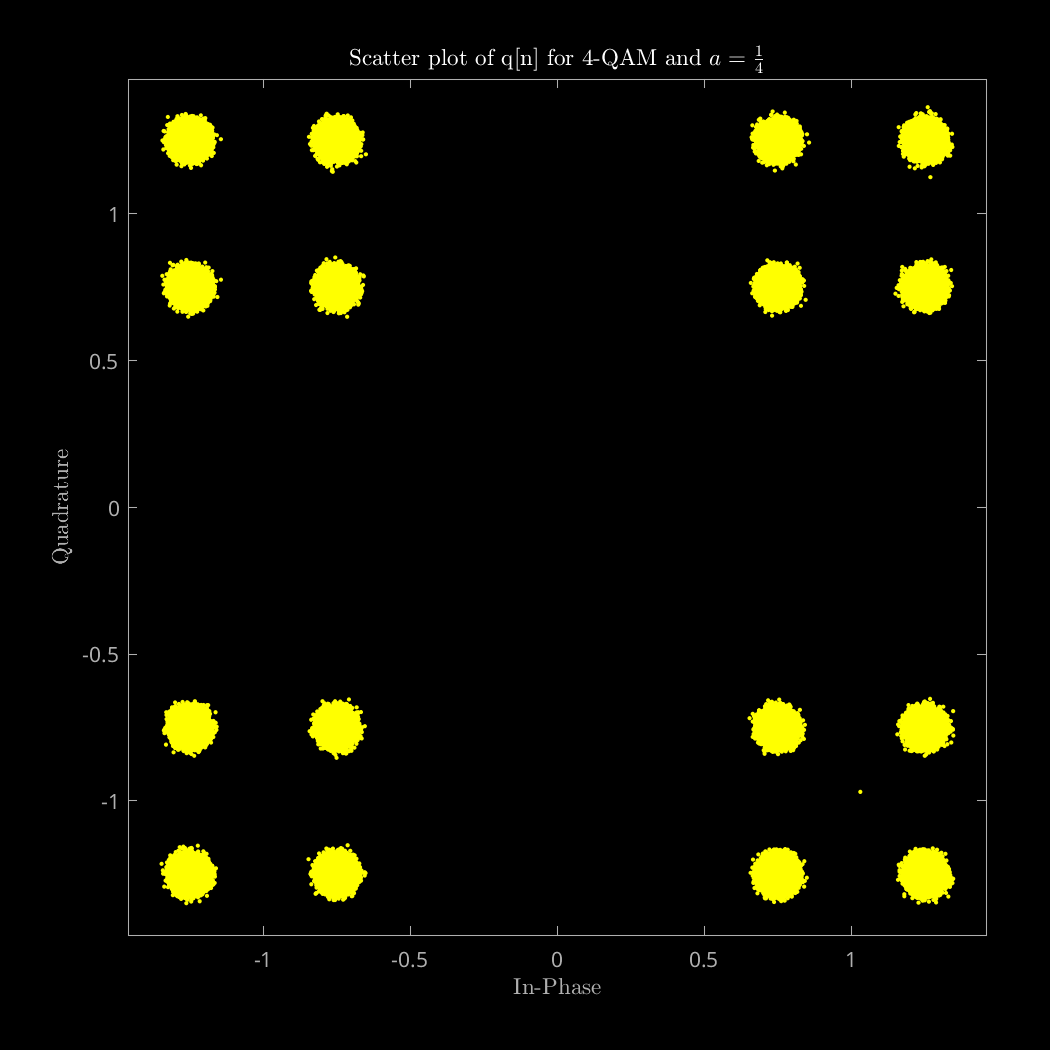 Scatter plot of q[n] for 4-QAM and $a = \frac{1}{4}$
1
0.5
0
-0.5
-1
Quadrature
-1 -0.5 0 0.5 1
In-Phase